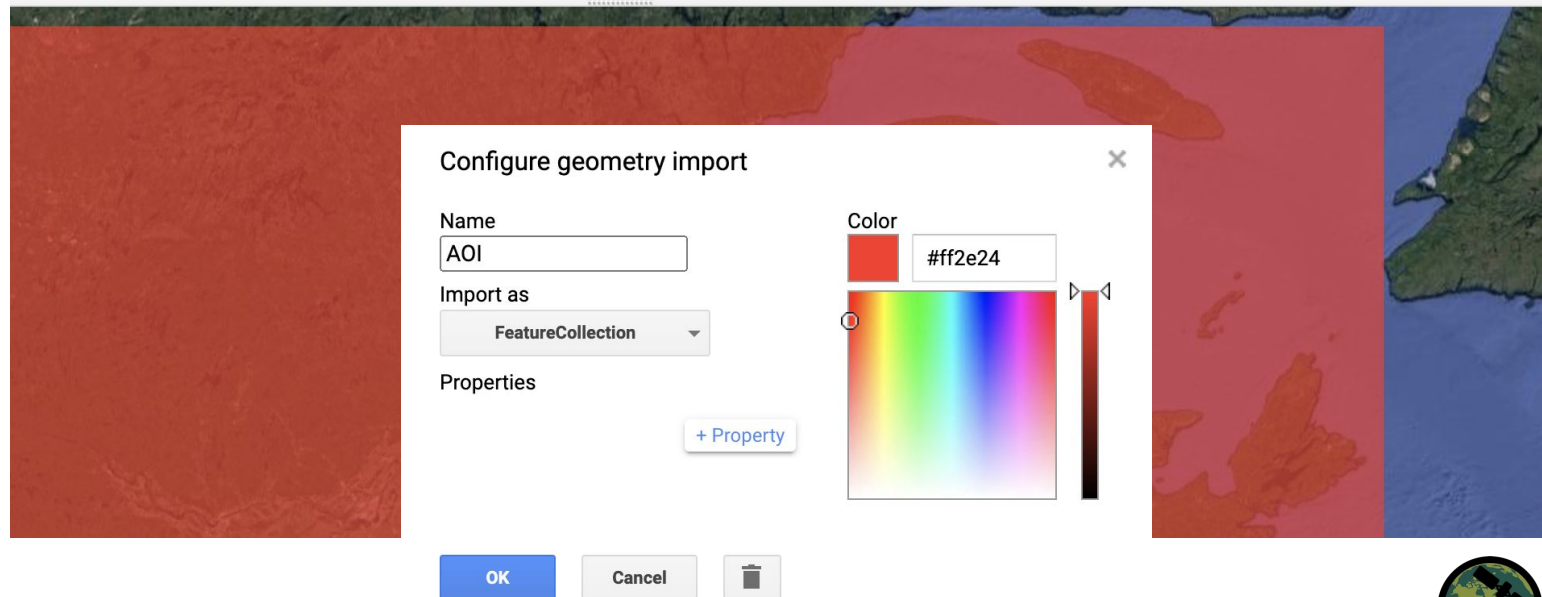 Configure geometry import
Name
Color
AOI
#ff2e24
Import as
FeatureCollection
Properties
+ Property
OK
Cancel